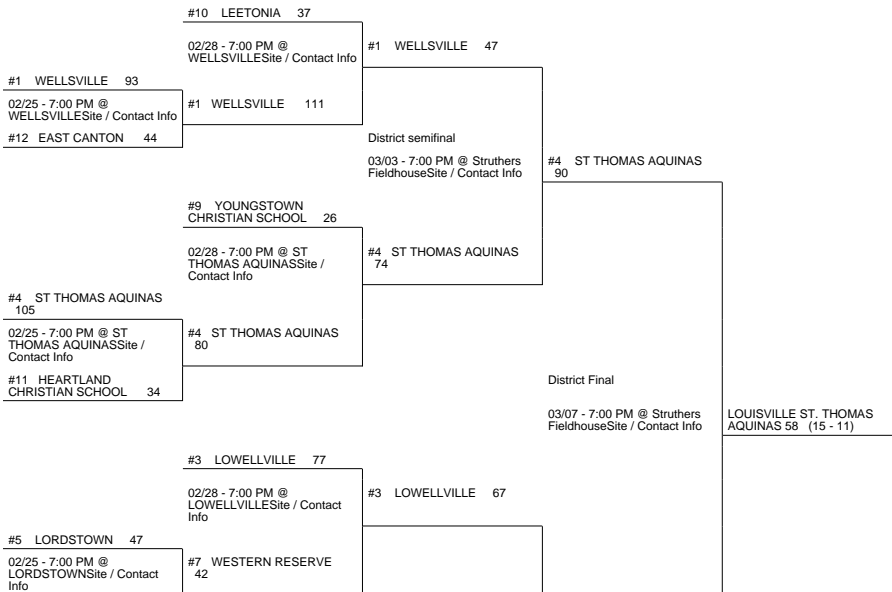 #10 LEETONIA 37
02/28 - 7:00 PM @
WELLSVILLESite / Contact Info
#1 WELLSVILLE 47
#1 WELLSVILLE 93
02/25 - 7:00 PM @
WELLSVILLESite / Contact Info
#1 WELLSVILLE 111
#12 EAST CANTON 44
District semifinal
03/03 - 7:00 PM @ Struthers
FieldhouseSite / Contact Info
#4 ST THOMAS AQUINAS
90
#9 YOUNGSTOWN
CHRISTIAN SCHOOL 26
02/28 - 7:00 PM @ ST
THOMAS AQUINASSite /
Contact Info
#4 ST THOMAS AQUINAS
74
#4 ST THOMAS AQUINAS
105
02/25 - 7:00 PM @ ST
THOMAS AQUINASSite /
Contact Info
#4 ST THOMAS AQUINAS
80
#11 HEARTLAND
CHRISTIAN SCHOOL 34
District Final
03/07 - 7:00 PM @ Struthers
FieldhouseSite / Contact Info
LOUISVILLE ST. THOMAS
AQUINAS 58 (15 - 11)
#3 LOWELLVILLE 77
02/28 - 7:00 PM @
LOWELLVILLESite / Contact
Info
#3 LOWELLVILLE 67
#5 LORDSTOWN 47
02/25 - 7:00 PM @
LORDSTOWNSite / Contact
Info
#7 WESTERN RESERVE
42